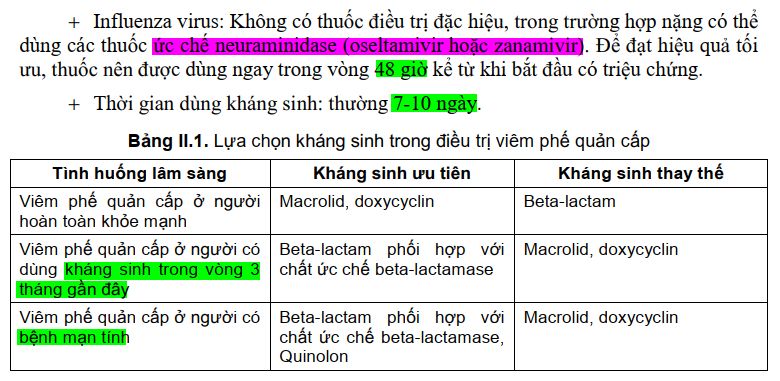 + Influenza virus: Không có thuốc điều trị đặc hiệu, trong trường hợp nặng có thể
dùng các thuốc ức chế neuraminidase (oseltamivir hoặc zanamivir). Để đạt hiệu quả tối
ưu, thuốc nên được dùng ngay trong vòng 48 giờ kể từ khi bắt đầu có triệu chứng.
+ Thời gian dùng kháng sinh: thường 7-10 ngày.
Bảng II.1. Lựa chọn kháng sinh trong điều trị viêm phế quản cấp
Tình huống lâm sàng
Kháng sinh ưu tiên
Kháng sinh thay thế
Viêm phế quản cấp ở người
hoàn toàn khỏe mạnh
Macrolid, doxycyclin
Beta-lactam
Viêm phế quản cấp ở người có
dùng kháng sinh trong vòng 3
tháng gần đây
Beta-lactam phối hợp với
chất ức chế beta-lactamase
Macrolid, doxycyclin
Viêm phế quản cấp ở người có
bệnh mạn tính
Beta-lactam phối hợp với
chất ức chế beta-lactamase,
Quinolon
Macrolid, doxycyclin